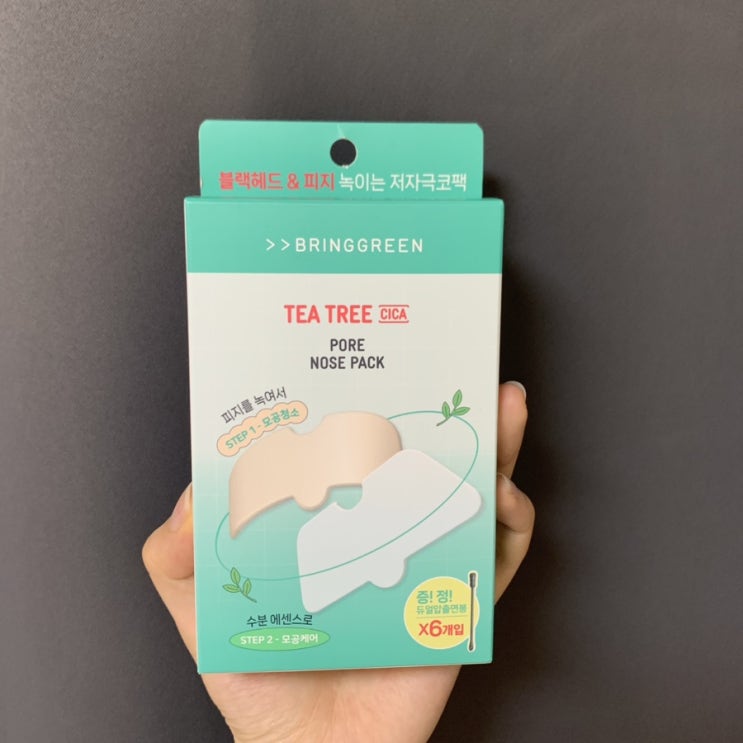 블랙헤드 & 피지 녹이는 저자극코팩
>>BRINGGREEN
TEA TREE CICA
PORE
NOSE PACK
피지를 녹여서
STEP 1 - 모공청소
증! 정!
듀얼압출면봉
X6개입
수분 에센스로
STEP 2 - 모공케어